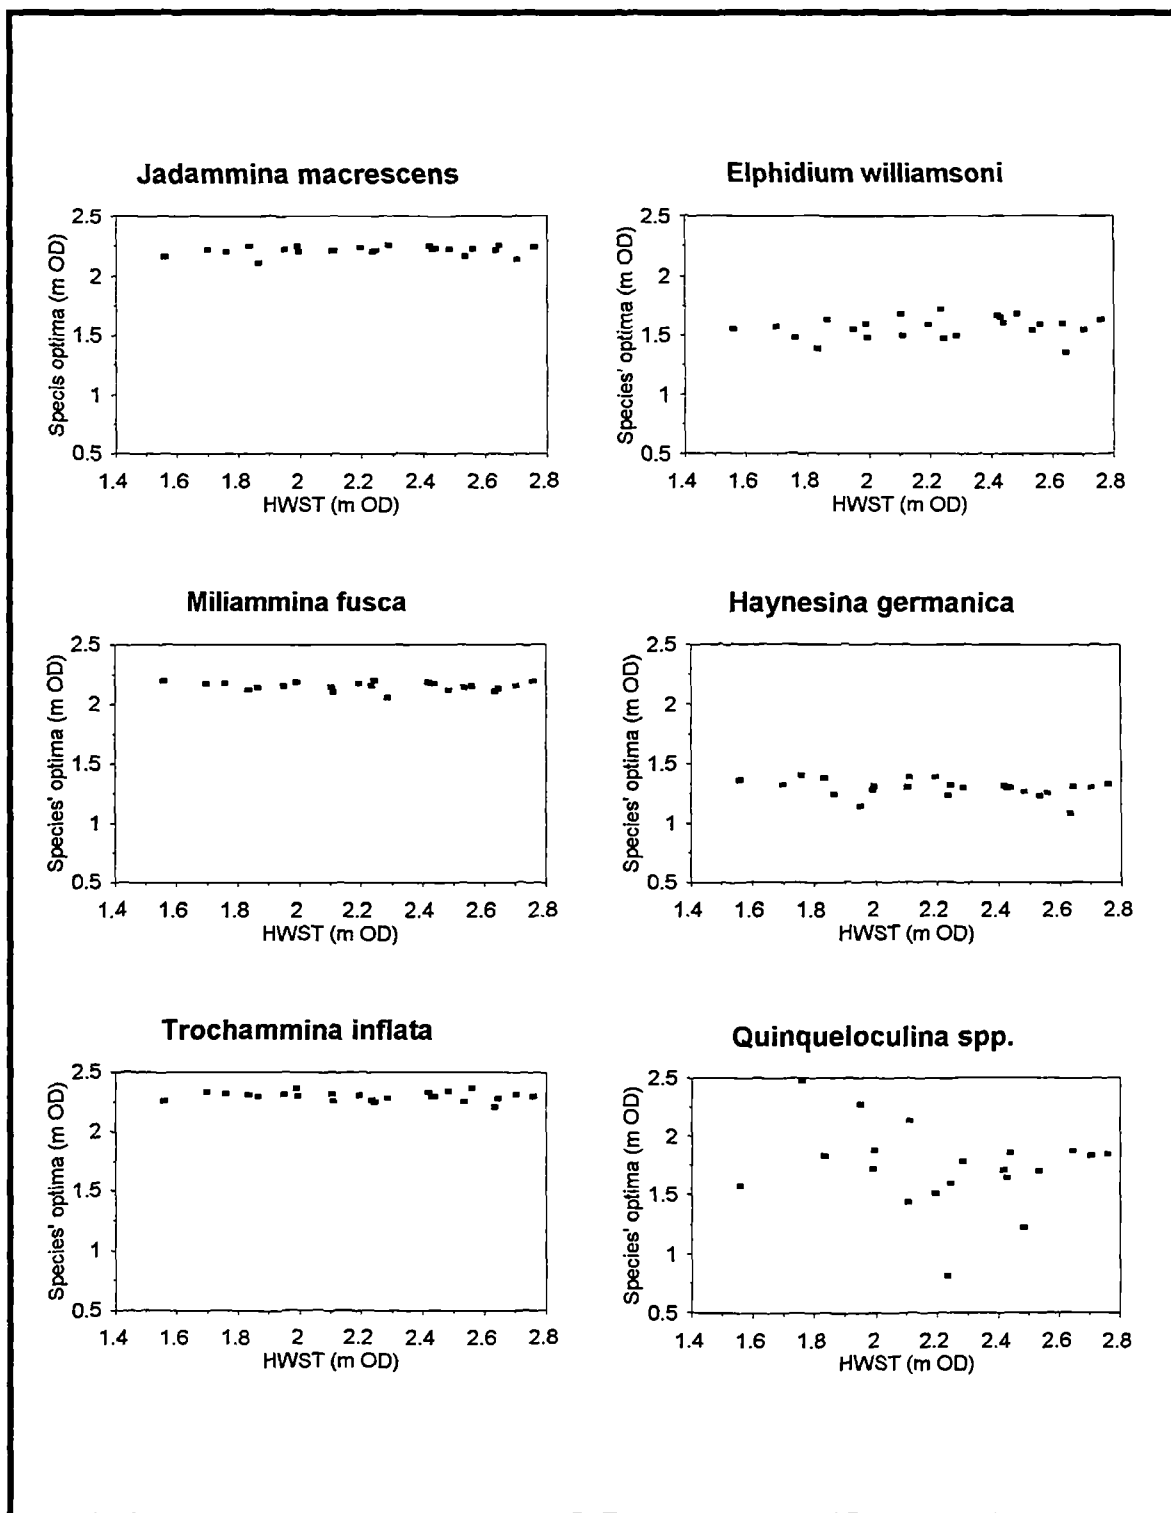 Jadammina macrescens
2.5
2
1.5
1
0.5
Specis optima (m OD)
1.4 1.6 1.8 2 2.2 2.4 2.6 2.8
HWST (m OD)
Elphidium williamsoni
2.5
2
1.5
1
0.5
Species' optima (m OD)
1.4 1.6 1.8 2 2.2 2.4 2.6 2.8
HWST (m OD)
Miliammina fusca
2.5
2
1.5
1
0.5
Species' optima (m OD)
1.4 1.6 1.8 2 2.2 2.4 2.6 2.8
HWST (m OD)
Haynesina germanica
2.5
2
1.5
1
0.5
Species' optima (m OD)
1.4 1.6 1.8 2 2.2 2.4 2.6 2.8
HWST (m OD)
Trochammina inflata
2.5
2
1.5
1
0.5
Species' optima (m OD)
1.4 1.6 1.8 2 2.2 2.4 2.6 2.8
HWST (m OD)
Quinqueloculina spp.
2.5
2
1.5
1
0.5
Species' optima (m OD)
1.4 1.6 1.8 2 2.2 2.4 2.6 2.8
HWST (m OD)